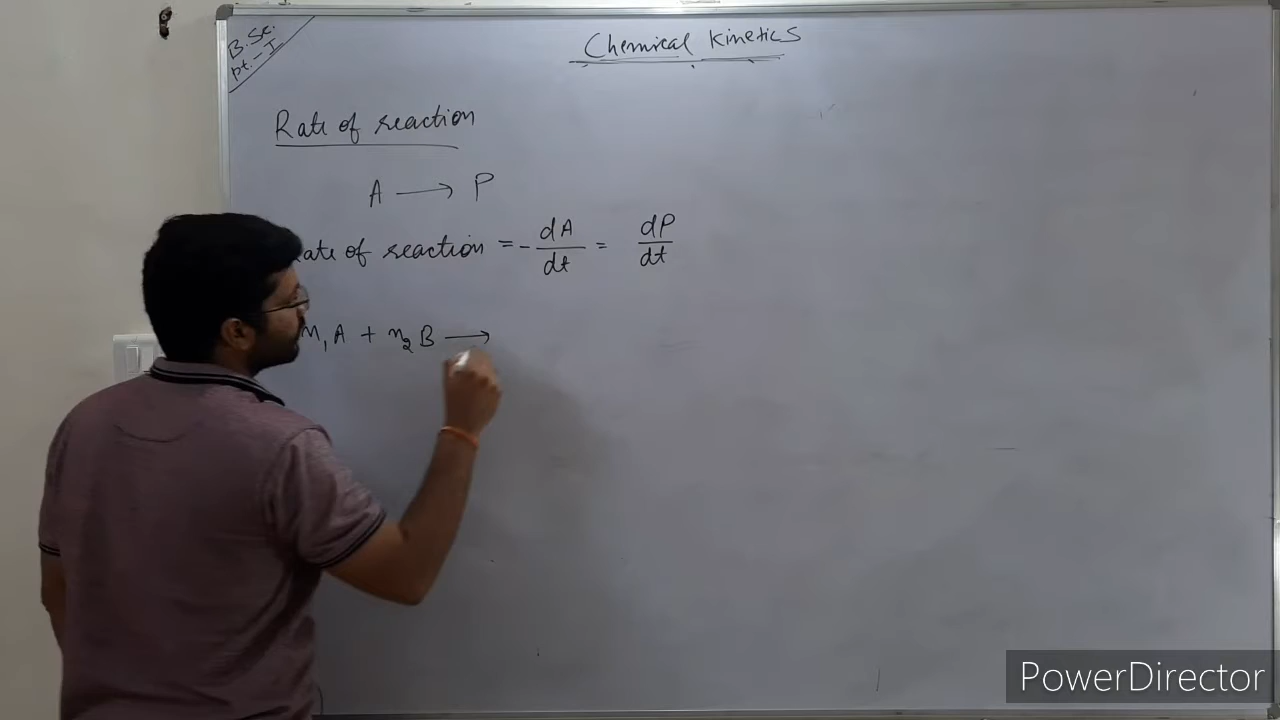 B.Sc.
pt.-I
Chemical Kinetics
Rate of reaction
A ⟶ P
ate of reaction = - dA/dt = dP/dt
n₁A + n₂B ⟶
PowerDirector